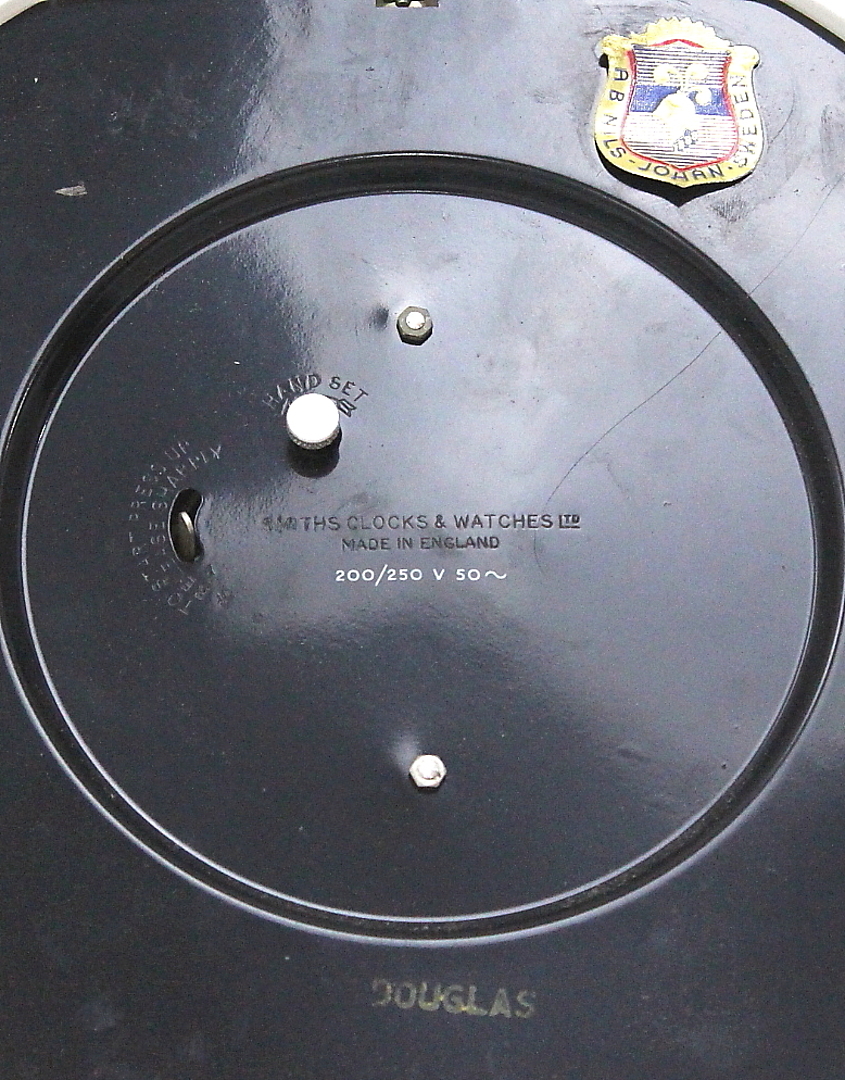 AB NILS-JOHAN·SWEDEN
HAND SET
TO START PRESS UP
& RELEASE SHARPLY
SMITHS CLOCKS & WATCHES LTD
MADE IN ENGLAND
200/250 V 50~
DOUGLAS